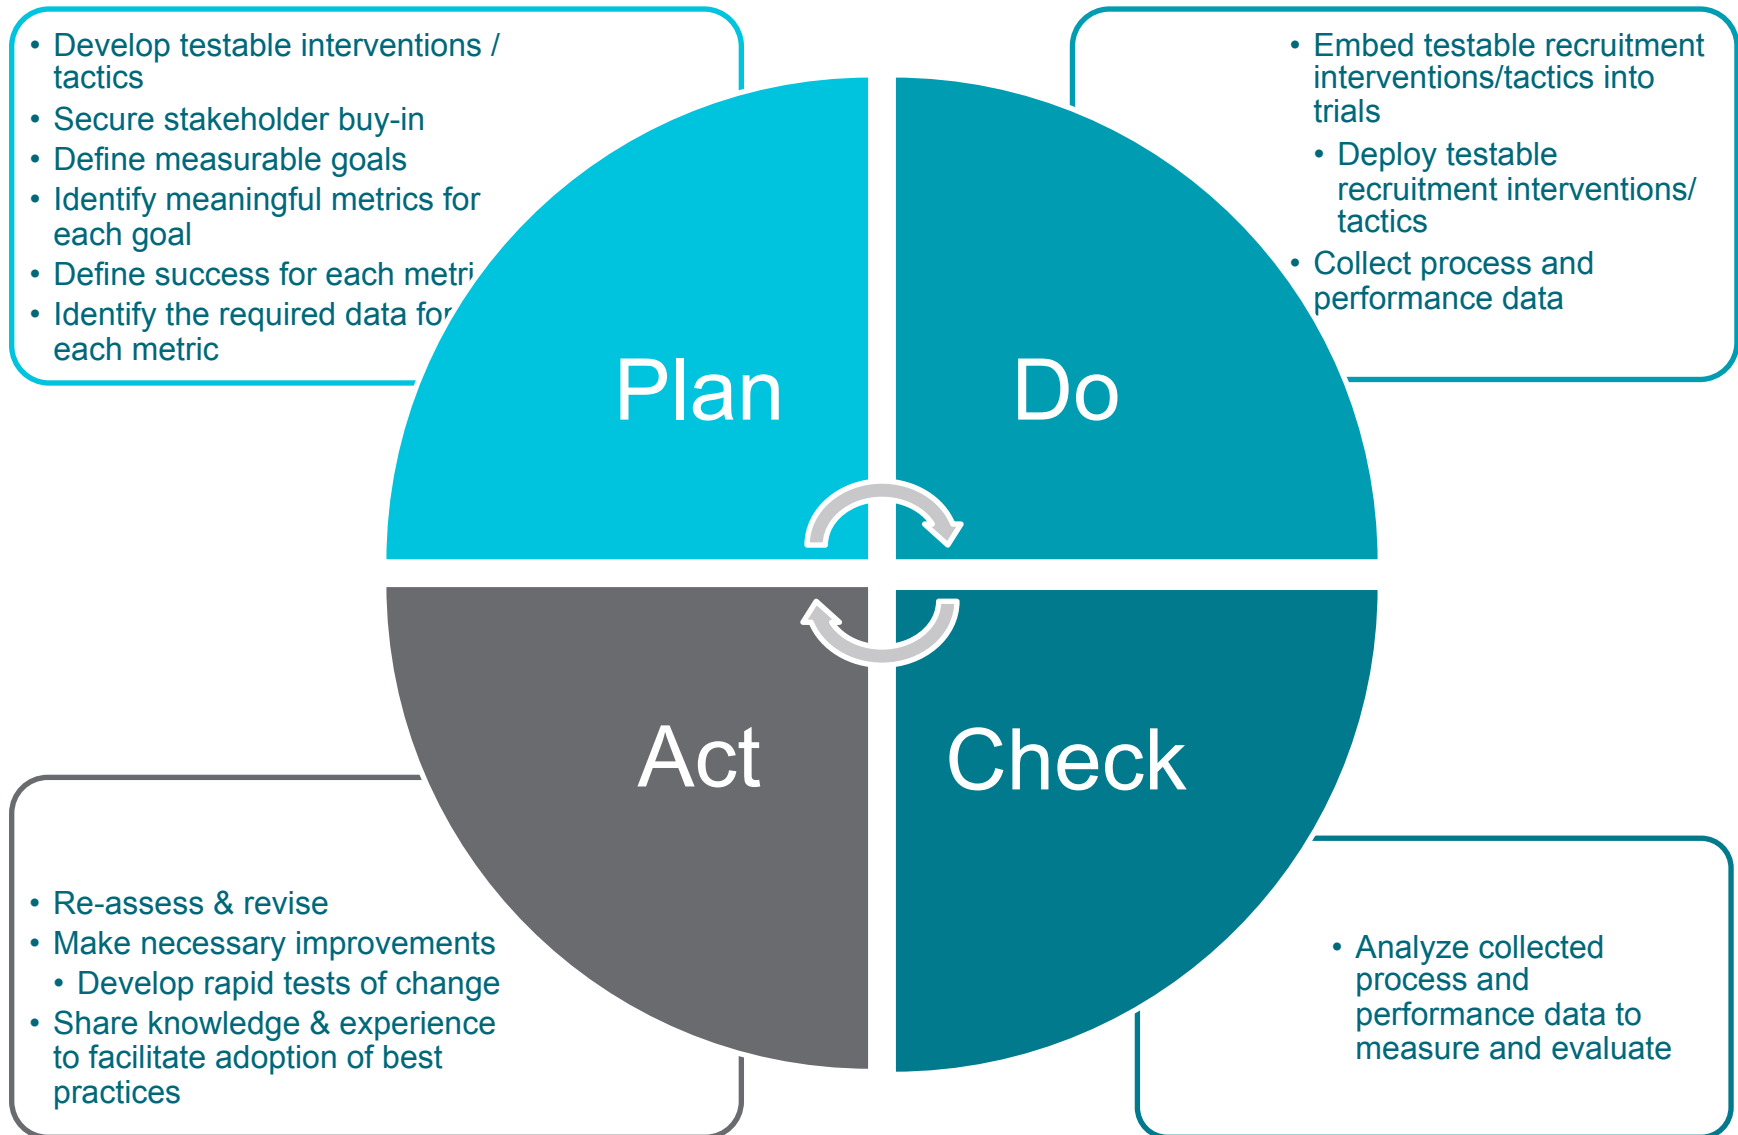 • Develop testable interventions /
tactics
• Secure stakeholder buy-in
• Define measurable goals
• Identify meaningful metrics for
each goal
• Define success for each metri
• Identify the required data for
each metric
• Embed testable recruitment
interventions/tactics into
trials
• Deploy testable
recruitment interventions/
tactics
• Collect process and
performance data
Plan
Do
Act
Check
• Re-assess & revise
• Make necessary improvements
• Develop rapid tests of change
• Share knowledge & experience
to facilitate adoption of best
practices
• Analyze collected
process and
performance data to
measure and evaluate